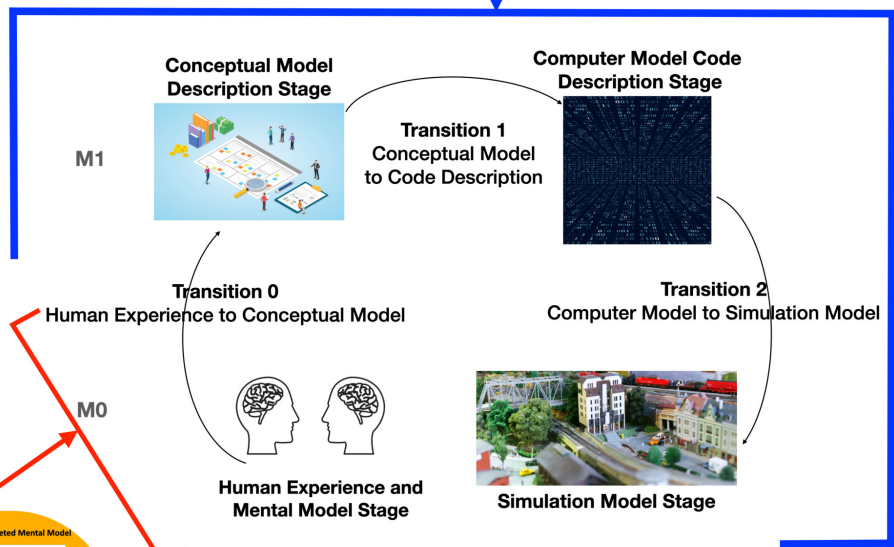 Conceptual Model
Description Stage
Computer Model Code
Description Stage
M1
Transition 1
Conceptual Model
to Code Description
Transition 0
Human Experience to Conceptual Model
Transition 2
Computer Model to Simulation Model
M0
Human Experience and
Mental Model Stage
Simulation Model Stage
Mental Model